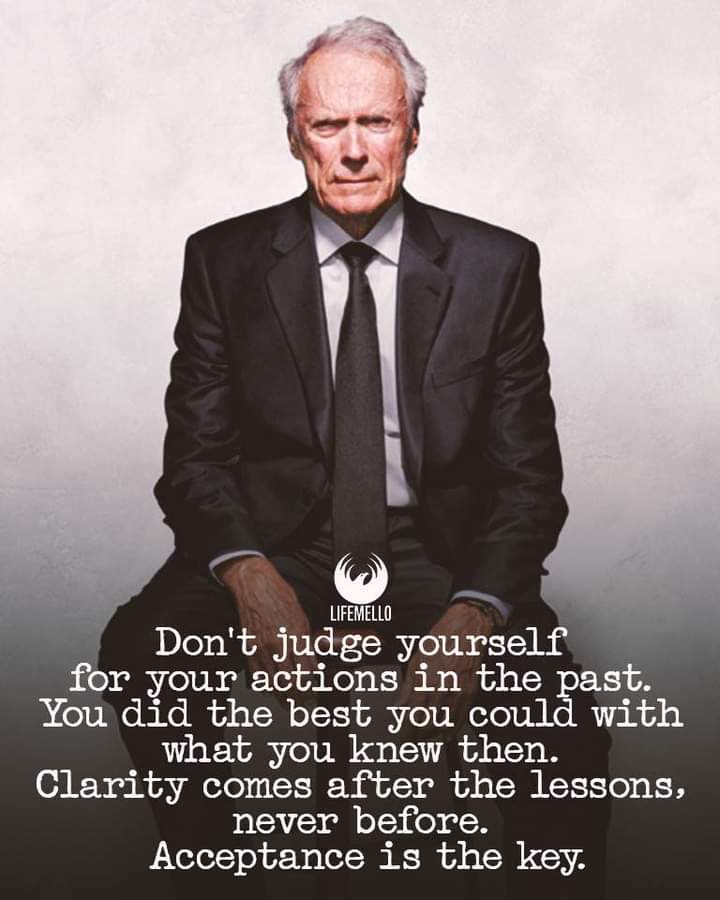 LIFEMELLO
Don't judge yourself
for your actions in the past.
You did the best you could with
what you knew then.
Clarity comes after the lessons,
never before.
Acceptance is the key.